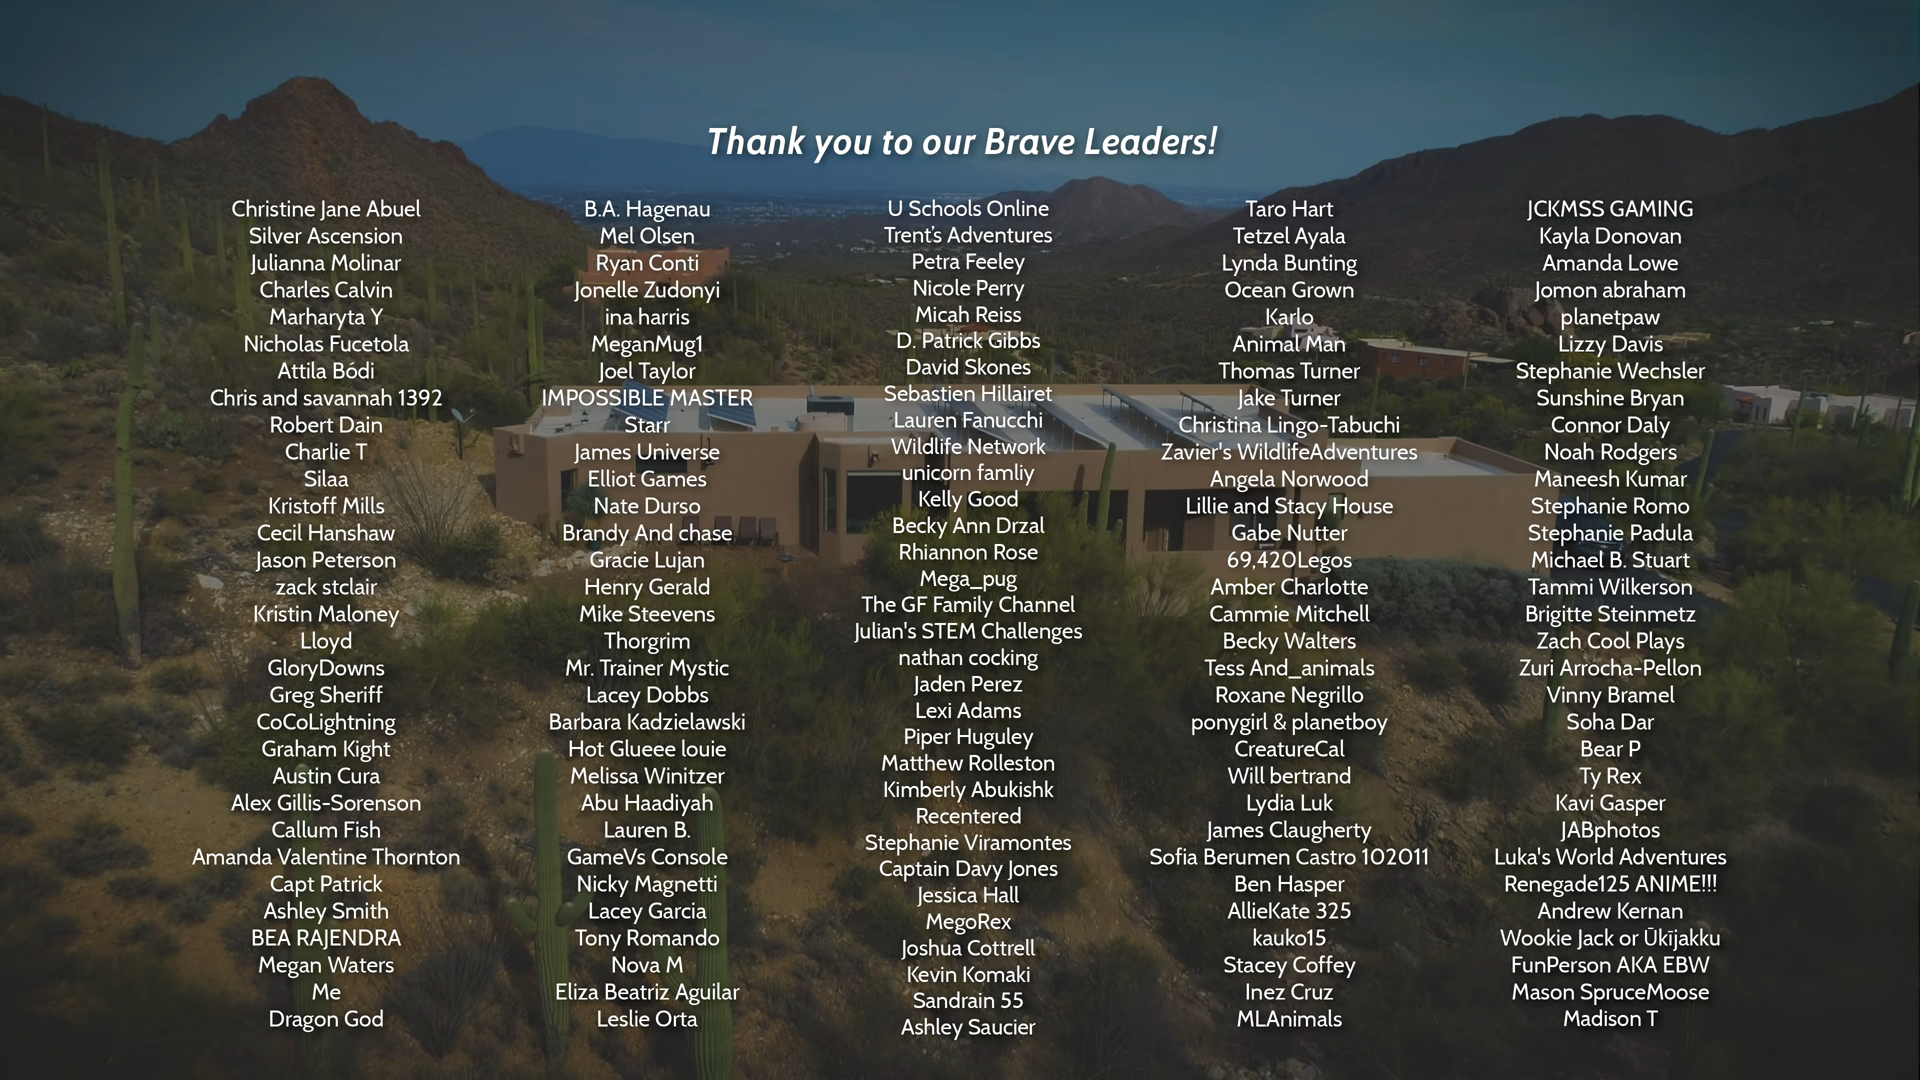 Thank you to our Brave Leaders!
Christine Jane Abuel
Silver Ascension
Julianna Molinar
Charles Calvin
Marharyta Y
Nicholas Fucetola
Attila Bódi
Chris and savannah 1392
Robert Dain
Charlie T
Silaa
Kristoff Mills
Cecil Hanshaw
Jason Peterson
zack stclair
Kristin Maloney
Lloyd
GloryDowns
Greg Sheriff
CoCoLightning
Graham Kight
Austin Cura
Alex Gillis-Sorenson
Callum Fish
Amanda Valentine Thornton
Capt Patrick
Ashley Smith
BEA RAJENDRA
Megan Waters
Me
Dragon God
B.A. Hagenau
Mel Olsen
Ryan Conti
Jonelle Zudonyi
ina harris
MeganMug1
Joel Taylor
IMPOSSIBLE MASTER
Starr
James Universe
Elliot Games
Nate Durso
Brandy And chase
Gracie Lujan
Henry Gerald
Mike Steevens
Thorgrim
Mr. Trainer Mystic
Lacey Dobbs
Barbara Kadzielawski
Hot Glueee louie
Melissa Winitzer
Abu Haadiyah
Lauren B.
GameVs Console
Nicky Magnetti
Lacey Garcia
Tony Romando
Nova M
Eliza Beatriz Aguilar
Leslie Orta
U Schools Online
Trent’s Adventures
Petra Feeley
Nicole Perry
Micah Reiss
D. Patrick Gibbs
David Skones
Sebastien Hillairet
Lauren Fanucchi
Wildlife Network
unicorn famliy
Kelly Good
Becky Ann Drzal
Rhiannon Rose
Mega_pug
The GF Family Channel
Julian's STEM Challenges
nathan cocking
Jaden Perez
Lexi Adams
Piper Huguley
Matthew Rolleston
Kimberly Abukishk
Recentered
Stephanie Viramontes
Captain Davy Jones
Jessica Hall
MegoRex
Joshua Cottrell
Kevin Komaki
Sandrain 55
Ashley Saucier
Taro Hart
Tetzel Ayala
Lynda Bunting
Ocean Grown
Karlo
Animal Man
Thomas Turner
Jake Turner
Christina Lingo-Tabuchi
Zavier's WildlifeAdventures
Angela Norwood
Lillie and Stacy House
Gabe Nutter
69,420Legos
Amber Charlotte
Cammie Mitchell
Becky Walters
Tess And_animals
Roxane Negrillo
ponygirl & planetboy
CreatureCal
Will bertrand
Lydia Luk
James Claugherty
Sofia Berumen Castro 102011
Ben Hasper
AllieKate 325
kauko15
Stacey Coffey
Inez Cruz
MLAnimals
JCKMSS GAMING
Kayla Donovan
Amanda Lowe
Jomon abraham
planetpaw
Lizzy Davis
Stephanie Wechsler
Sunshine Bryan
Connor Daly
Noah Rodgers
Maneesh Kumar
Stephanie Romo
Stephanie Padula
Michael B. Stuart
Tammi Wilkerson
Brigitte Steinmetz
Zach Cool Plays
Zuri Arrocha-Pellon
Vinny Bramel
Soha Dar
Bear P
Ty Rex
Kavi Gasper
JABphotos
Luka's World Adventures
Renegade125 ANIME!!!
Andrew Kernan
Wookie Jack or Ūkījakku
FunPerson AKA EBW
Mason SpruceMoose
Madison T